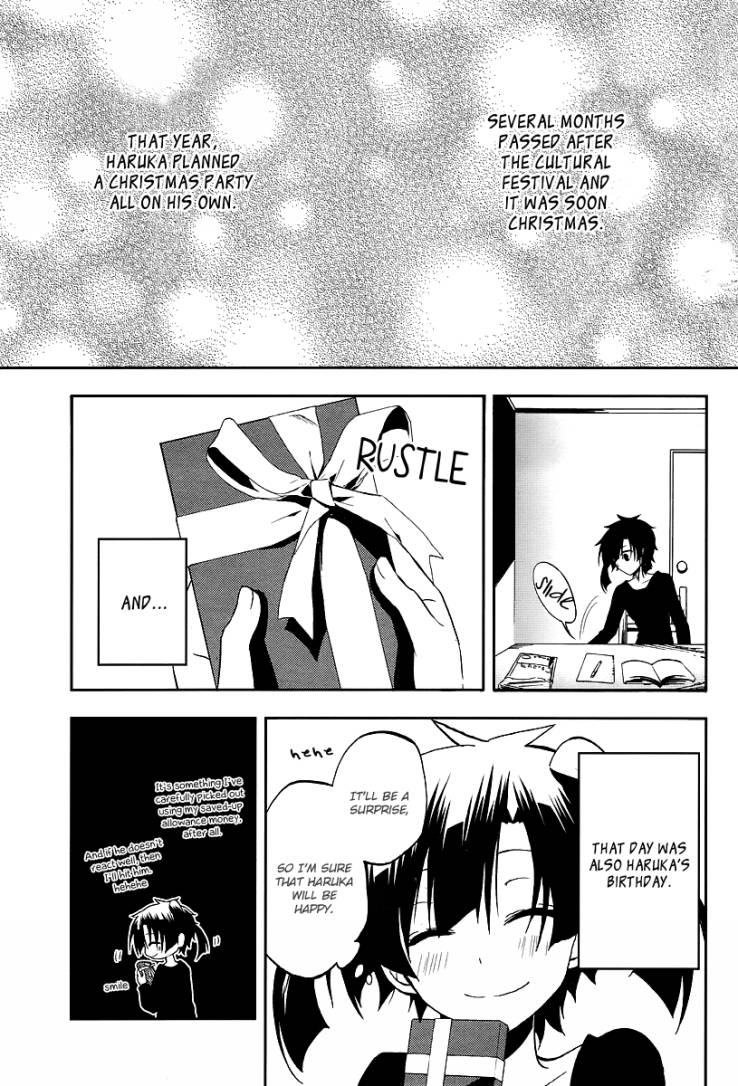 SEVERAL MONTHS
PASSED AFTER
THE CULTURAL
FESTIVAL AND
IT WAS SOON
CHRISTMAS.
THAT YEAR,
HARUKA PLANNED
A CHRISTMAS PARTY
ALL ON HIS OWN.
Slide
RUSTLE
AND...
THAT DAY WAS
ALSO HARUKA'S
BIRTHDAY.
IT'LL BE A
SURPRISE,
SO I'M SURE
THAT HARUKA
WILL BE
HAPPY.
hehe
It's something I've
carefully picked out
using my saved-up
allowance money,
after all.
And if he doesn't
react well, then
I'll hit him.
hehehe
smile